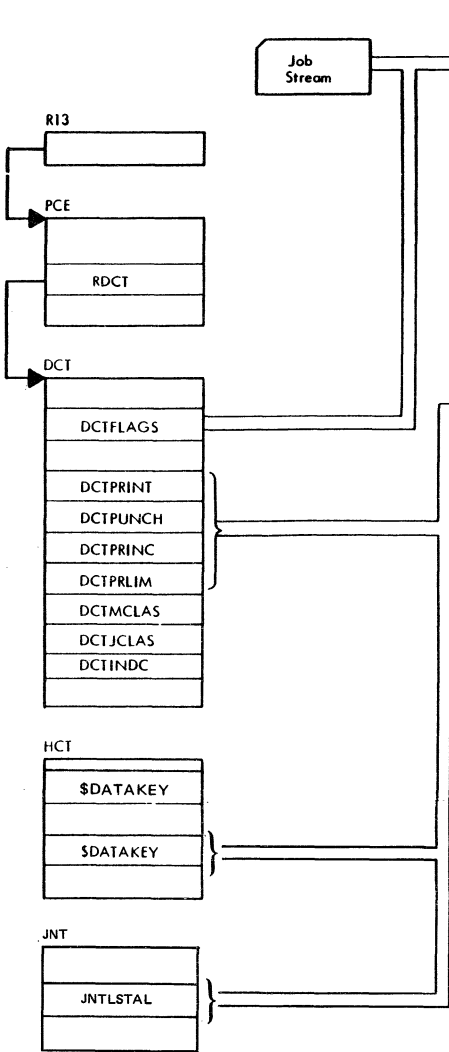 Job
Stream
R13
PCE
RDCT
DCT
DCTFLAGS
DCTPRINT
DCTPUNCH
DCTPRINC
DCTPRLIM
DCTMCLAS
DCTJCLAS
DCTINDC
HCT
$DATAKEY
$DATAKEY
JNT
JNTLSTAL